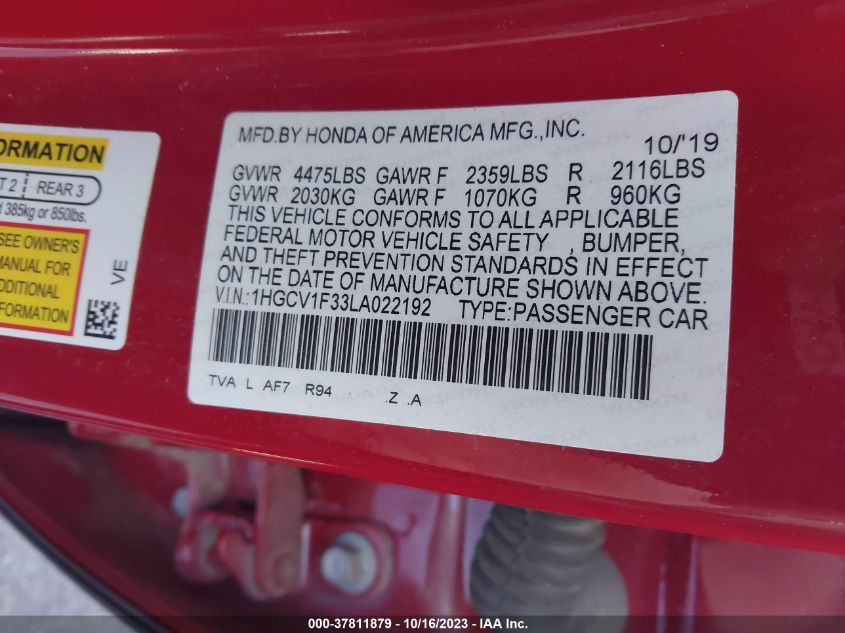 ORMATION
T 2 REAR 3
385kg or 850lbs.
SEE OWNER'S
MANUAL FOR
ADDITIONAL
INFORMATION
VE
MFD.BY HONDA OF AMERICA MFG.,INC. 10/'19
GVWR 4475LBS GAWR F 2359LBS R 2116LBS
GVWR 2030KG GAWR F 1070KG R 960KG
THIS VEHICLE CONFORMS TO ALL APPLICABLE
FEDERAL MOTOR VEHICLE SAFETY , BUMPER,
AND THEFT PREVENTION STANDARDS IN EFFECT
ON THE DATE OF MANUFACTURE SHOWN ABOVE.
V.I.N.:1HGCV1F33LA022192 TYPE:PASSENGER CAR
TVA L AF7 R94 .Z .A
000-37811879 / 10/16/2023 - IAA Inc.